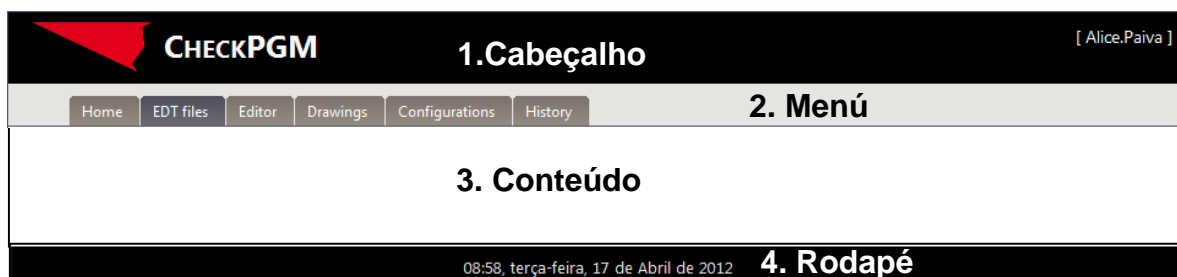 CHECKPGM
1.Cabeçalho
[ Alice.Paiva ]
Home EDT files Editor Drawings Configurations History
2. Menú
3. Conteúdo
08:58, terça-feira, 17 de Abril de 2012
4. Rodapé